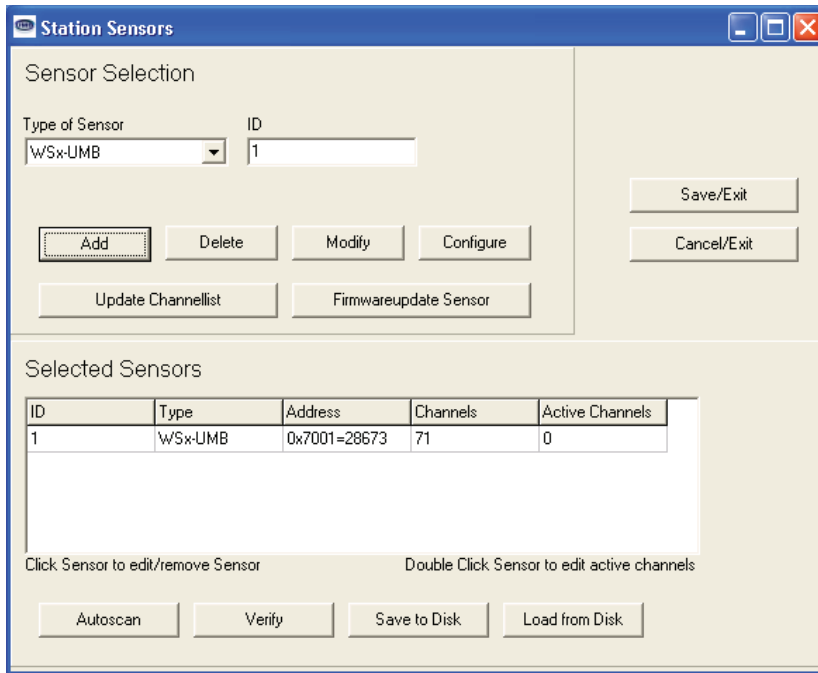 Station Sensors
Sensor Selection
Type of Sensor ID
WSx-UMB 1
Save/Exit
Add Delete Modify Configure Cancel/Exit
Update Channellist Firmwareupdate Sensor
Selected Sensors
ID Type Address Channels Active Channels
1 WSx-UMB 0x7001=28673 71 0
Click Sensor to edit/remove Sensor Double Click Sensor to edit active channels
Autoscan Verify Save to Disk Load from Disk